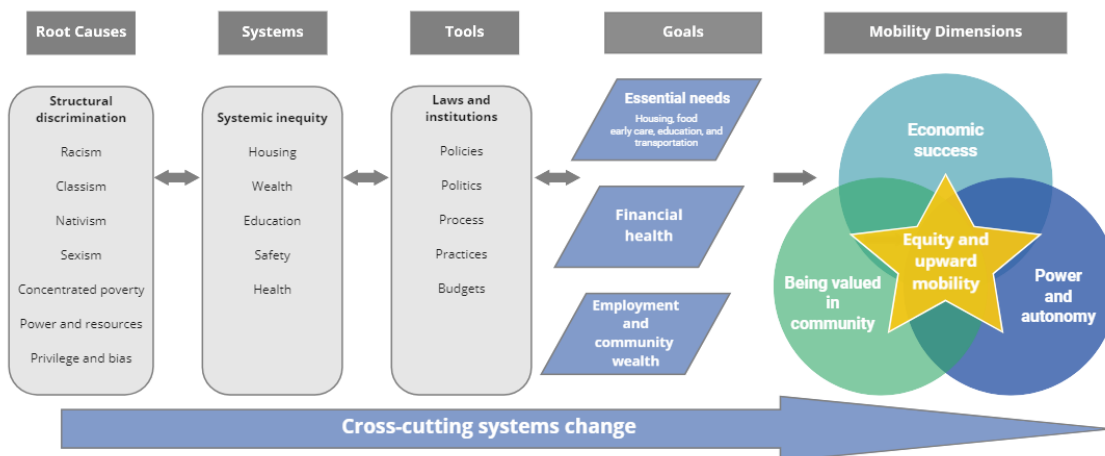 Root Causes
Systems
Tools
Goals
Mobility Dimensions
Structural
discrimination
Racism
Classism
Nativism
Sexism
Concentrated poverty
Power and resources
Privilege and bias
Systemic inequity
Housing
Wealth
Education
Safety
Health
Laws and
institutions
Policies
Politics
Process
Practices
Budgets
Essential needs
Housing, food
early care, education, and
transportation
Financial
health
Employment
and
community
wealth
Economic
success
Equity and
upward
mobility
Being valued
in
community
Power
and
autonomy
Cross-cutting systems change